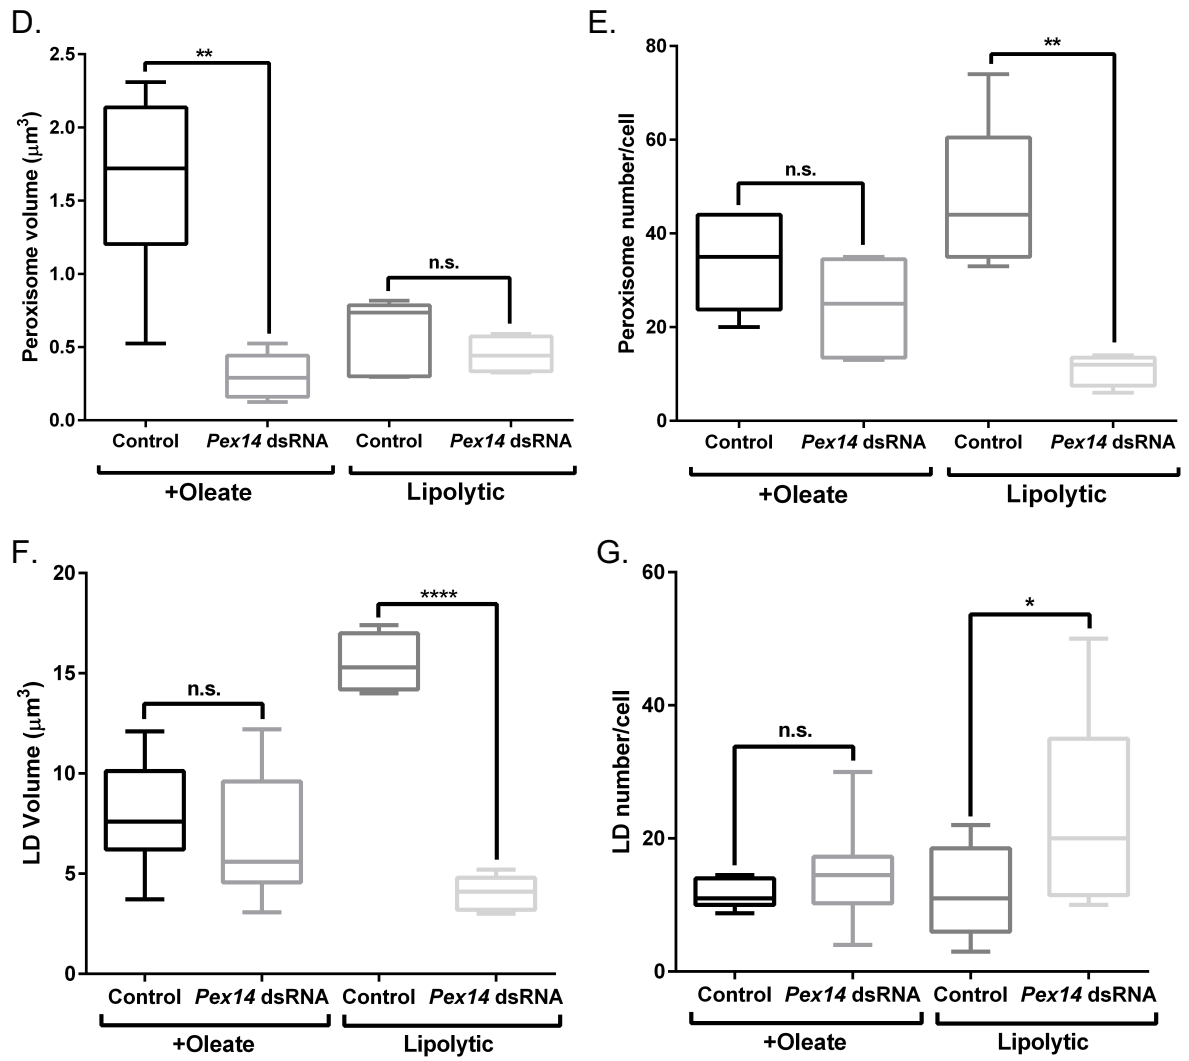 D.
Peroxisome volume (μm3)
2.5
2.0
1.5
1.0
0.5
0.0
**
n.s.
Control
Pex14 dsRNA
Control
Pex14 dsRNA
+Oleate
Lipolytic
E.
Peroxisome number/cell
80
60
40
20
0
n.s.
**
Control
Pex14 dsRNA
Control
Pex14 dsRNA
+Oleate
Lipolytic
F.
LD Volume (μm3)
20
15
10
5
0
n.s.
****
Control
Pex14 dsRNA
Control
Pex14 dsRNA
+Oleate
Lipolytic
G.
LD number/cell
60
40
20
0
n.s.
*
Control
Pex14 dsRNA
Control
Pex14 dsRNA
+Oleate
Lipolytic